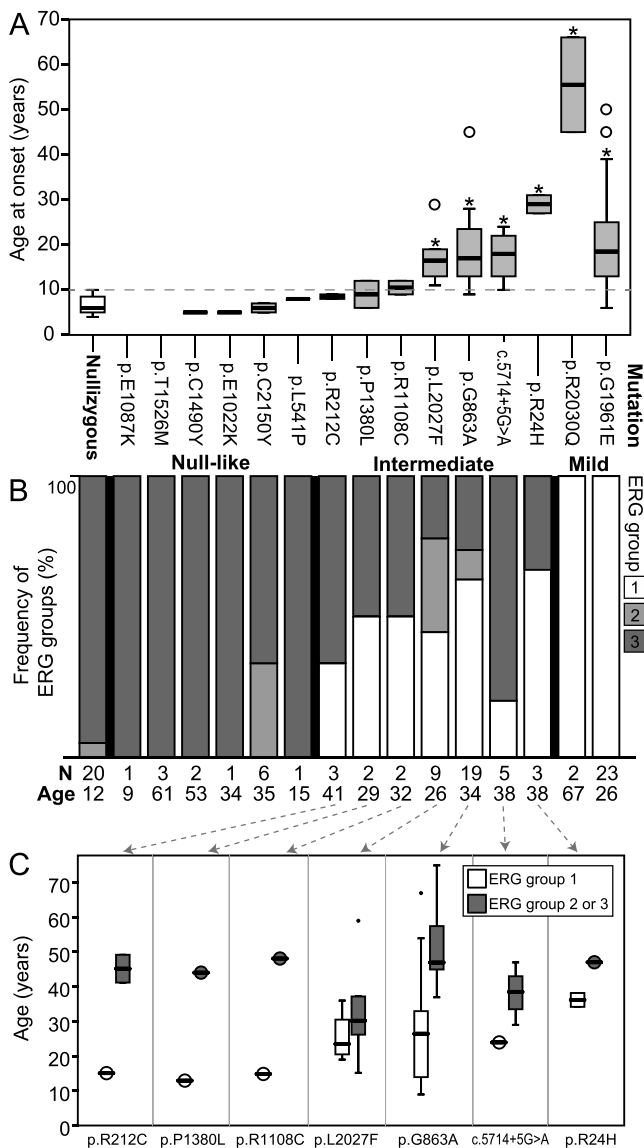 A
Age at onset (years)
70
60
50
40
30
20
10
0
*
*
*
*
*
*
Nullizygous
p.E1087K
p.T1526M
p.C1490Y
p.E1022K
p.C2150Y
p.L541P
p.R212C
p.P1380L
p.R1108C
p.L2027F
p.G863A
c.5714+5G>A
p.R24H
p.R2030Q
p.G1961E
Mutation
Null-like Intermediate Mild
B
100
Frequency of
ERG groups (%)
ERG group
1
2
3
N 20 1 3 2 1 6 1 3 2 2 9 19 5 3 2 23
Age 12 9 61 53 34 35 15 41 29 32 26 34 38 38 67 26
C
Age (years)
70
60
50
40
30
20
10
0
ERG group 1
ERG group 2 or 3
p.R212C p.P1380L p.R1108C p.L2027F p.G863A c.5714+5G>A p.R24H